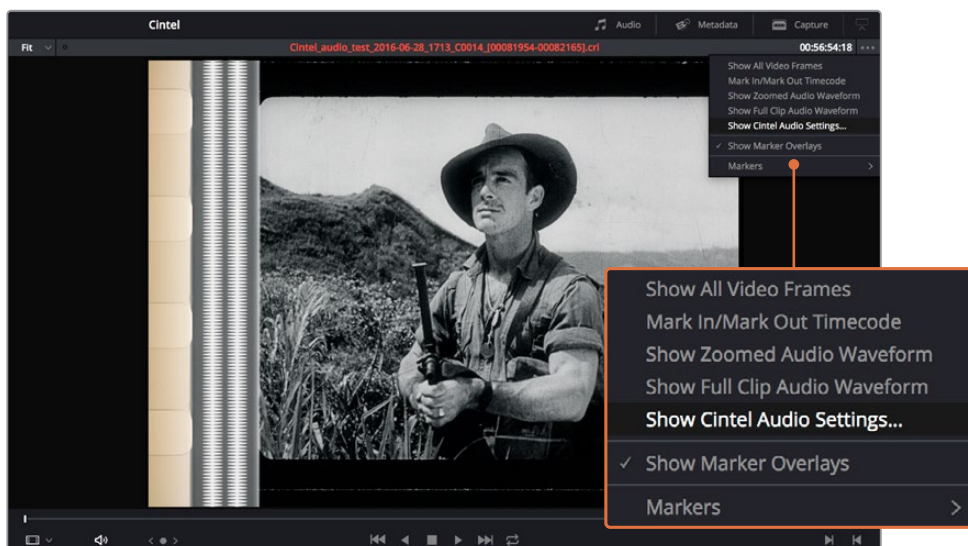 Cintel
Audio
Metadata
Capture
Fit
Cintel_audio_test_2016-06-28_1713_C0014_[00081954-00082165].cri
00:56:54:18
Show All Video Frames
Mark In/Mark Out Timecode
Show Zoomed Audio Waveform
Show Full Clip Audio Waveform
Show Cintel Audio Settings...
Show Marker Overlays
Markers
Show All Video Frames
Mark In/Mark Out Timecode
Show Zoomed Audio Waveform
Show Full Clip Audio Waveform
Show Cintel Audio Settings...
Show Marker Overlays
Markers